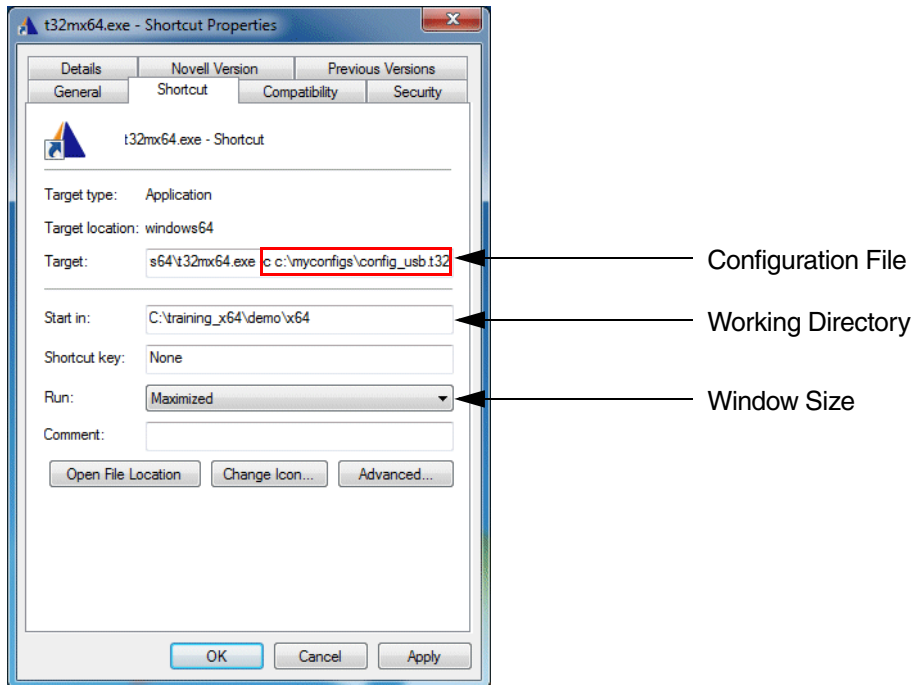 t32mx64.exe - Shortcut Properties
Details Novell Version Previous Versions
General Shortcut Compatibility Security
t32mx64.exe - Shortcut
Target type: Application
Target location: windows64
Target: s64\t32mx64.exe -c c:\myconfigs\config_usb.t32
Configuration File
Start in: C:\training_x64\demo\x64
Working Directory
Shortcut key: None
Run: Maximized
Window Size
Comment:
Open File Location Change Icon... Advanced...
OK Cancel Apply